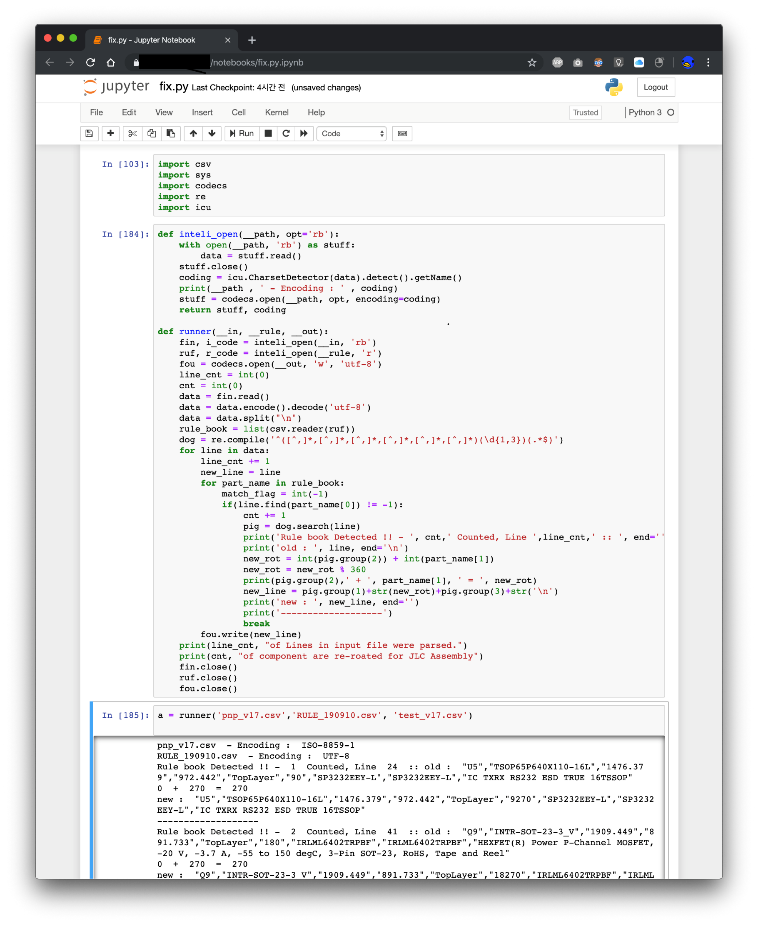 fix.py - Jupyter Notebook
/notebooks/fix.py.ipynb
jupyter fix.py Last Checkpoint: 4시간 전 (unsaved changes)
Logout
File Edit View Insert Cell Kernel Help
Trusted
Python 3
Run
Code
In [103]:
import csv
import sys
import codecs
import re
import icu
In [184]:
def inteli_open(__path, opt='rb'):
with open(__path, 'rb') as stuff:
data = stuff.read()
stuff.close()
coding = icu.CharsetDetector(data).detect().getName()
print(__path , ' - Encoding : ' , coding)
stuff = codecs.open(__path, opt, encoding=coding)
return stuff, coding
def runner(__in, __rule, __out):
fin, i_code = inteli_open(__in, 'rb')
ruf, r_code = inteli_open(__rule, 'r')
fou = codecs.open(__out, 'w', 'utf-8')
line_cnt = int(0)
cnt = int(0)
data = fin.read()
data = data.encode().decode('utf-8')
data = data.split("\n")
rule_book = list(csv.reader(ruf))
dog = re.compile('^([^,]*,[^,]*,[^,]*,[^,]*,[^,]*,[^,]*)(\d{1,3})(.*$)')
for line in data:
line_cnt += 1
new_line = line
for part_name in rule_book:
match_flag = int(-1)
if(line.find(part_name[0]) != -1):
cnt += 1
pig = dog.search(line)
print('Rule book Detected !! - ', cnt,' Counted, Line ',line_cnt,' :: ', end=''
print('old : ', line, end='\n')
new_rot = int(pig.group(2)) + int(part_name[1])
new_rot = new_rot % 360
print(pig.group(2),' + ', part_name[1], ' = ', new_rot)
new_line = pig.group(1)+str(new_rot)+pig.group(3)+str('\n')
print('new : ', new_line, end='')
print('-------------------')
break
fou.write(new_line)
print(line_cnt, "of Lines in input file were parsed.")
print(cnt, "of component are re-roated for JLC Assembly")
fin.close()
ruf.close()
fou.close()
In [185]:
a = runner('pnp_v17.csv','RULE_190910.csv', 'test_v17.csv')
pnp_v17.csv  - Encoding :  ISO-8859-1
RULE_190910.csv  - Encoding :  UTF-8
Rule book Detected !! -  1  Counted, Line  24  :: old :  "U5","TSOP65P640X110-16L","1476.37
9","972.442","TopLayer","90","SP3232EEY-L","SP3232EEY-L","IC TXRX RS232 ESD TRUE 16TSSOP"
0  +  270  =  270
new :  "U5","TSOP65P640X110-16L","1476.379","972.442","TopLayer","9270","SP3232EEY-L","SP3232
EEY-L","IC TXRX RS232 ESD TRUE 16TSSOP"
-------------------
Rule book Detected !! -  2  Counted, Line  41  :: old :  "Q9","INTR-SOT-23-3_V","1909.449","8
91.733","TopLayer","180","IRLML6402TRPBF","IRLML6402TRPBF","HEXFET(R) Power P-Channel MOSFET,
-20 V, -3.7 A, -55 to 150 degC, 3-Pin SOT-23, RoHS, Tape and Reel"
0  +  270  =  270
new :  "Q9","INTR-SOT-23-3_V","1909.449","891.733","TopLayer","18270","IRLML6402TRPBF","IRLML